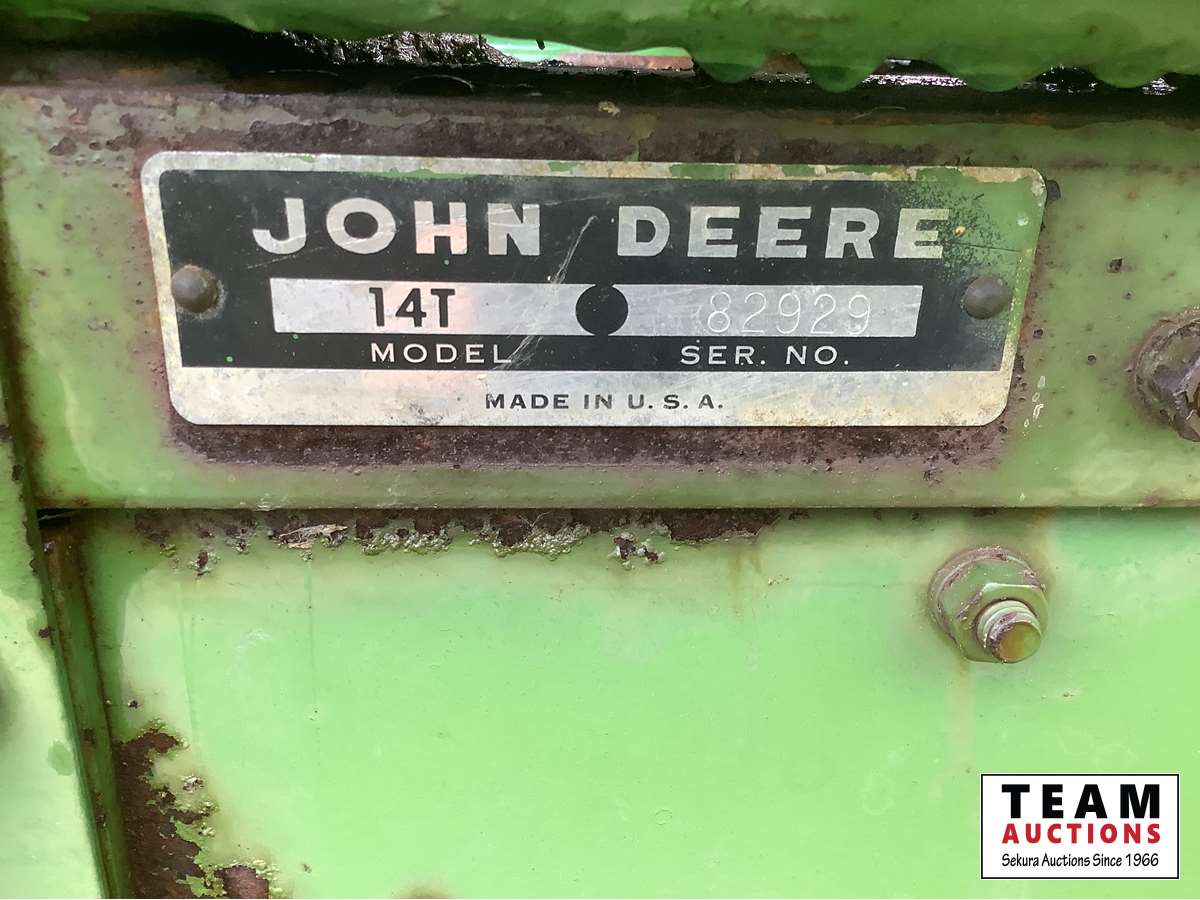 JOHN DEERE
14T 82929
MODEL SER. NO.
MADE IN U.S.A.
TEAM
AUCTIONS
Sekura Auctions Since 1966